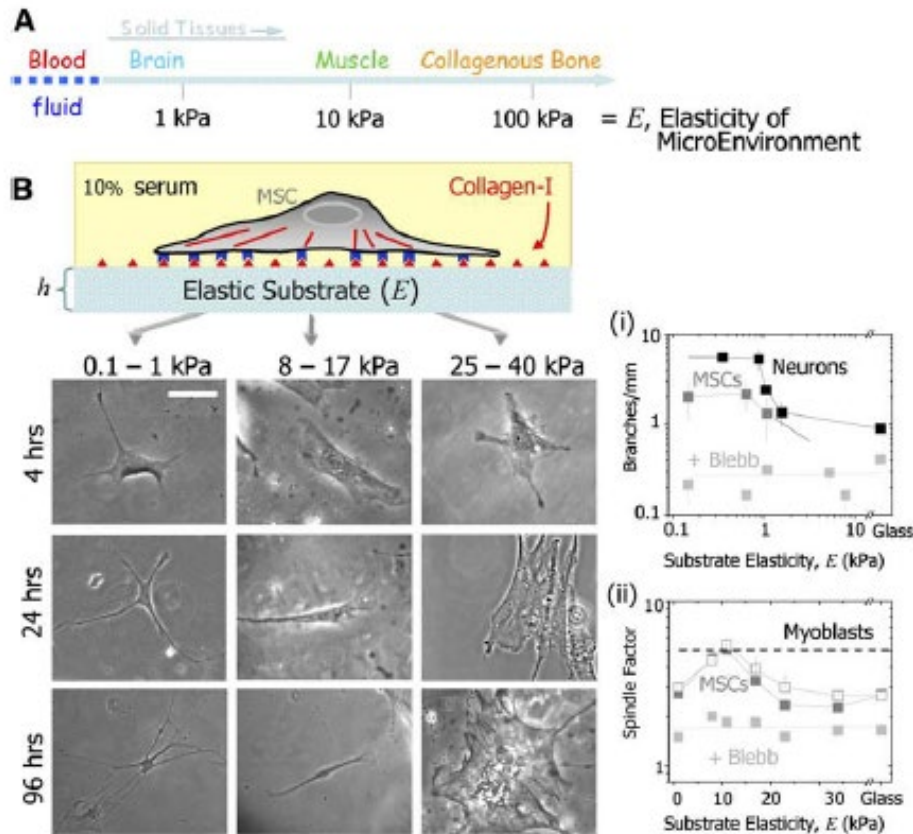 A
Solid Tissues
Blood Brain Muscle Collagenous Bone
fluid
1 kPa 10 kPa 100 kPa = E, Elasticity of
MicroEnvironment
B
10% serum
MSC
Collagen-I
h
Elastic Substrate (E)
0.1 – 1 kPa 8 – 17 kPa 25 – 40 kPa
4 hrs
24 hrs
96 hrs
(i)
10
1
0.1
Branches/mm
Neurons
MSCs
+ Blebb
0.1 1 10 Glass
Substrate Elasticity, E (kPa)
(ii)
10
1
Spindle Factor
Myoblasts
MSCs
+ Blebb
0 10 20 30 Glass
Substrate Elasticity, E (kPa)